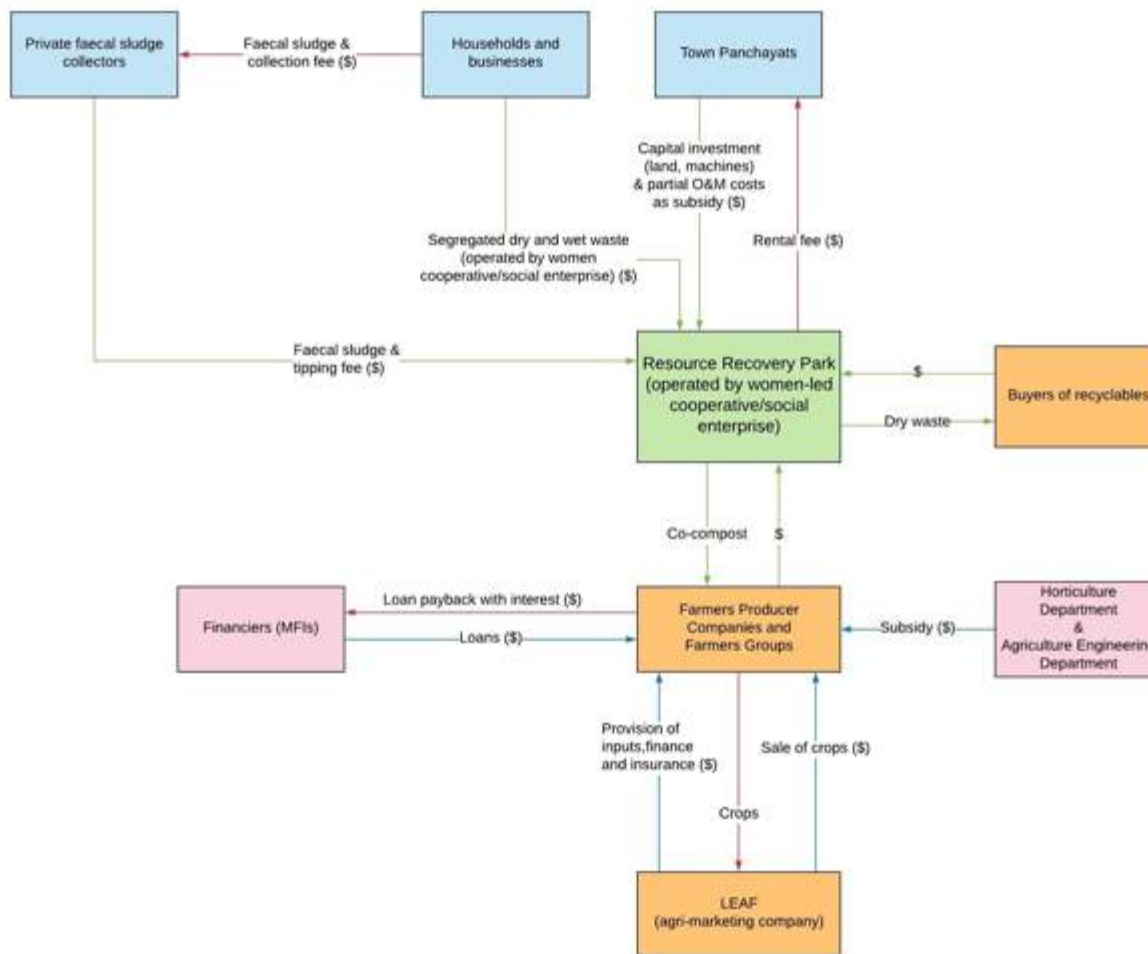 Private faecal sludge
collectors
Faecal sludge &
collection fee ($)
Households and
businesses
Town Panchayats
Capital investment
(land, machines)
& partial O&M costs
as subsidy ($)
Rental fee ($)
Segregated dry and wet waste
(operated by women
cooperative/social enterprise) ($)
Faecal sludge &
tipping fee ($)
Resource Recovery Park
(operated by women-led
cooperative/social
enterprise)
$
Dry waste
Buyers of recyclables
Co-compost
$
Financiers (MFIs)
Loan payback with interest ($)
Loans ($)
Farmers Producer
Companies and
Farmers Groups
Subsidy ($)
Horticulture
Department
&
Agriculture Engineering
Department
Provision of
inputs,finance
and insurance ($)
Sale of crops ($)
Crops
LEAF
(agri-marketing company)